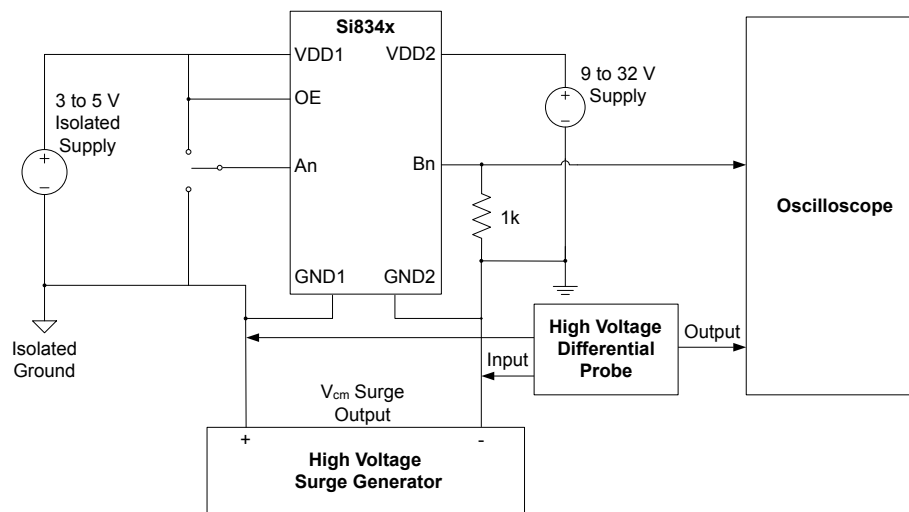 Si834x
VDD1
VDD2
OE
An
Bn
GND1
GND2
3 to 5 V
Isolated
Supply
+
–
9 to 32 V
Supply
+
–
1k
Oscilloscope
Isolated
Ground
High Voltage
Differential
Probe
Output
Input
Vcm Surge
Output
+
-
High Voltage
Surge Generator